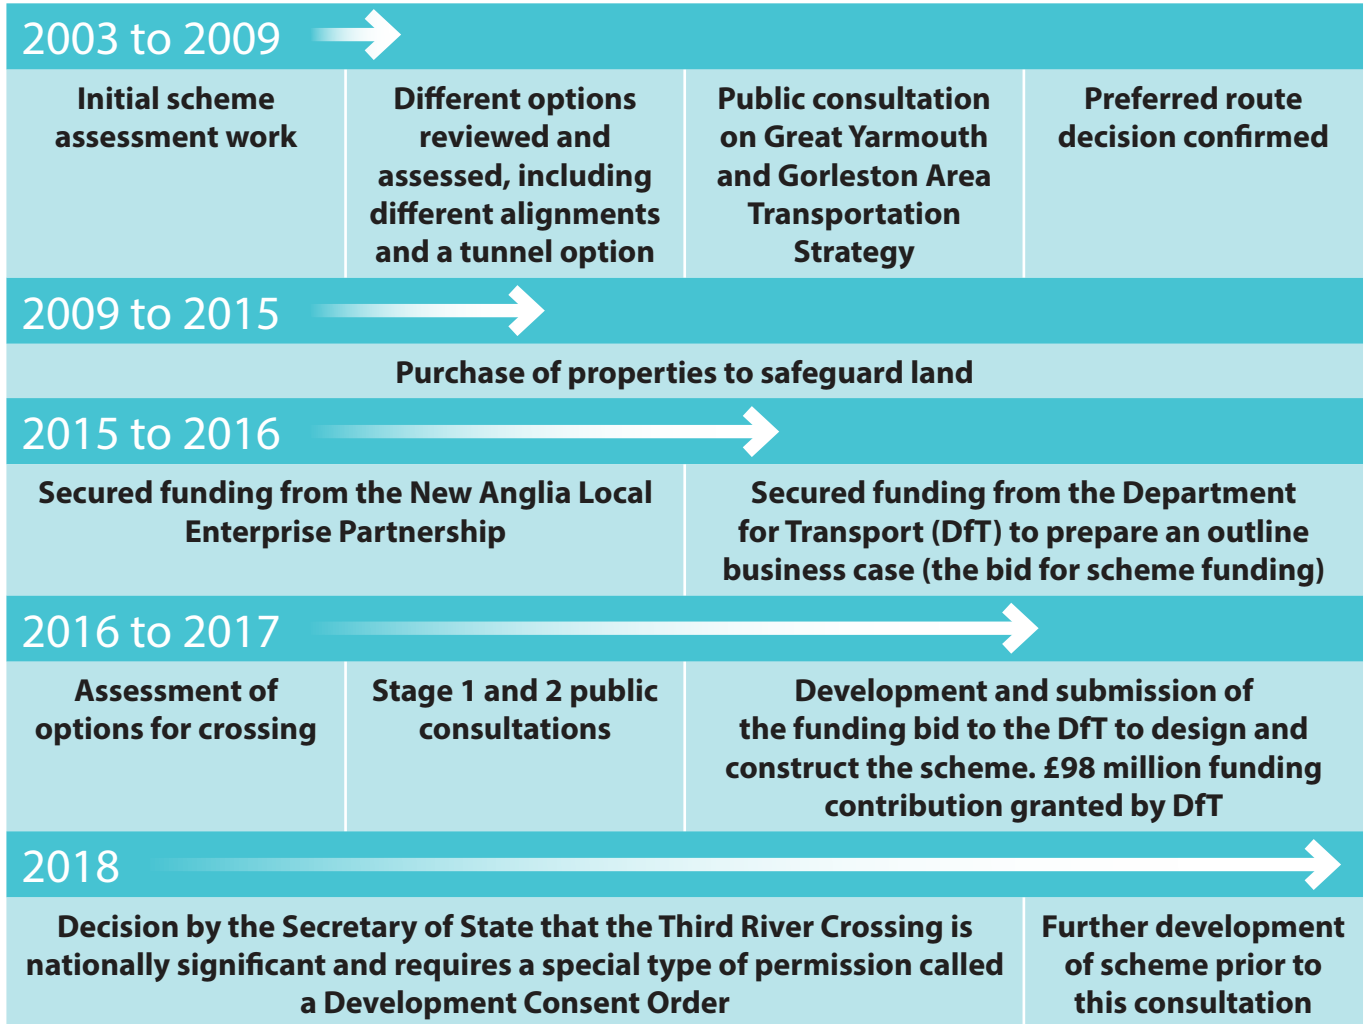 2003 to 2009
Initial scheme
assessment work
Different options
reviewed and
assessed, including
different alignments
and a tunnel option
Public consultation
on Great Yarmouth
and Gorleston Area
Transportation
Strategy
Preferred route
decision confirmed
2009 to 2015
Purchase of properties to safeguard land
2015 to 2016
Secured funding from the New Anglia Local
Enterprise Partnership
Secured funding from the Department
for Transport (DfT) to prepare an outline
business case (the bid for scheme funding)
2016 to 2017
Assessment of
options for crossing
Stage 1 and 2 public
consultations
Development and submission of
the funding bid to the DfT to design and
construct the scheme. £98 million funding
contribution granted by DfT
2018
Decision by the Secretary of State that the Third River Crossing is
nationally significant and requires a special type of permission called
a Development Consent Order
Further development
of scheme prior to
this consultation